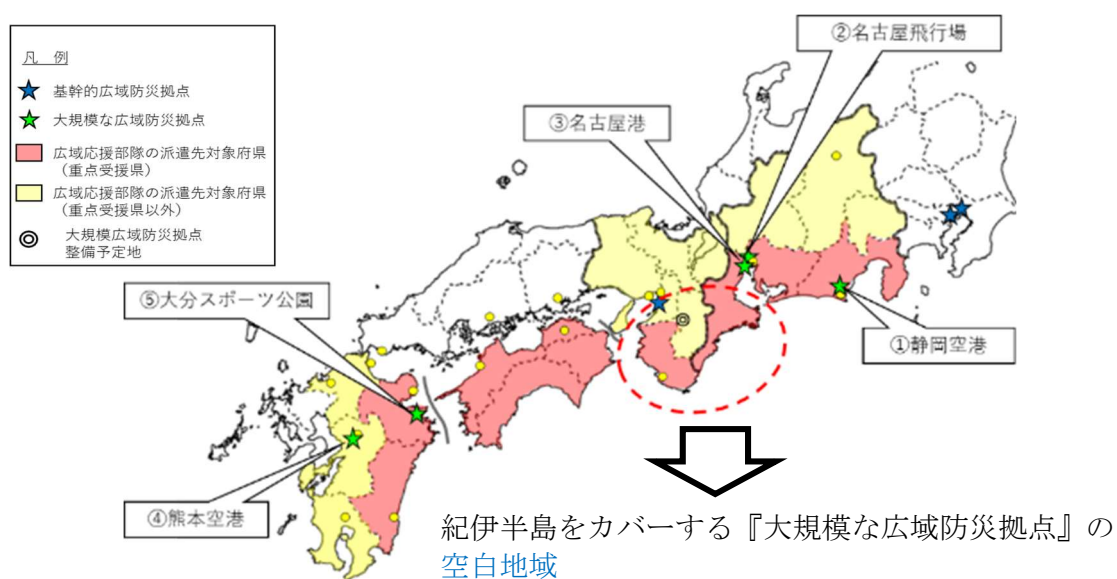 凡 例
基幹的広域防災拠点
大規模な広域防災拠点
広域応援部隊の派遣先対象府県
(重点受援県)
広域応援部隊の派遣先対象府県
(重点受援県以外)
大規模広域防災拠点
整備予定地
②名古屋飛行場
③名古屋港
⑤大分スポーツ公園
①静岡空港
④熊本空港
紀伊半島をカバーする『大規模な広域防災拠点』の
空白地域